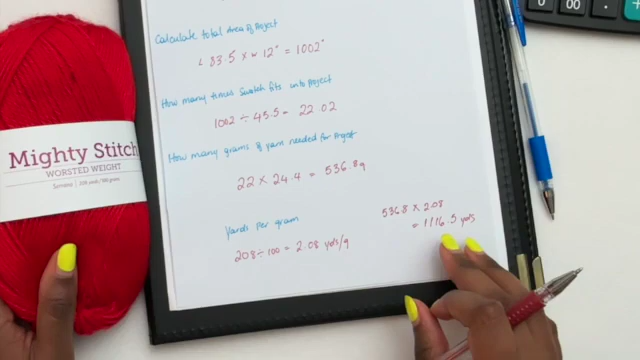 Calculate Total Area of Project
L 83.5 x w 12" = 1002"
How many times Swatch fits into Project
1002 ÷ 45.5 = 22.02
How many grams of yarn needed for Project
22 x 24.4 = 536.8g
Yards per gram
208 ÷ 100 = 2.08 yds/g
536.8 x 2.08
= 1116.5 yds
Mighty Stitch
WORSTED WEIGHT
00